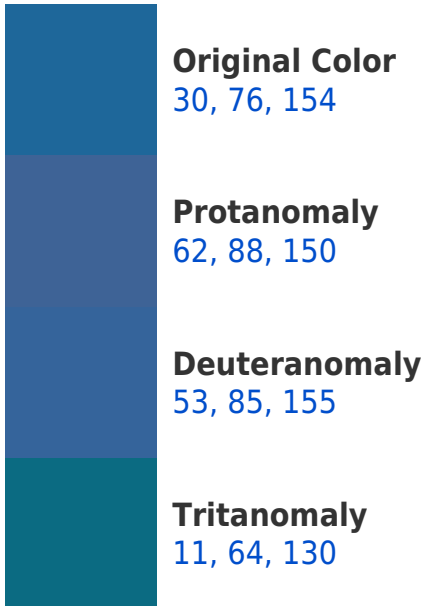 Original Color
30, 76, 154
Protanomaly
62, 88, 150
Deuteranomaly
53, 85, 155
Tritanomaly
11, 64, 130